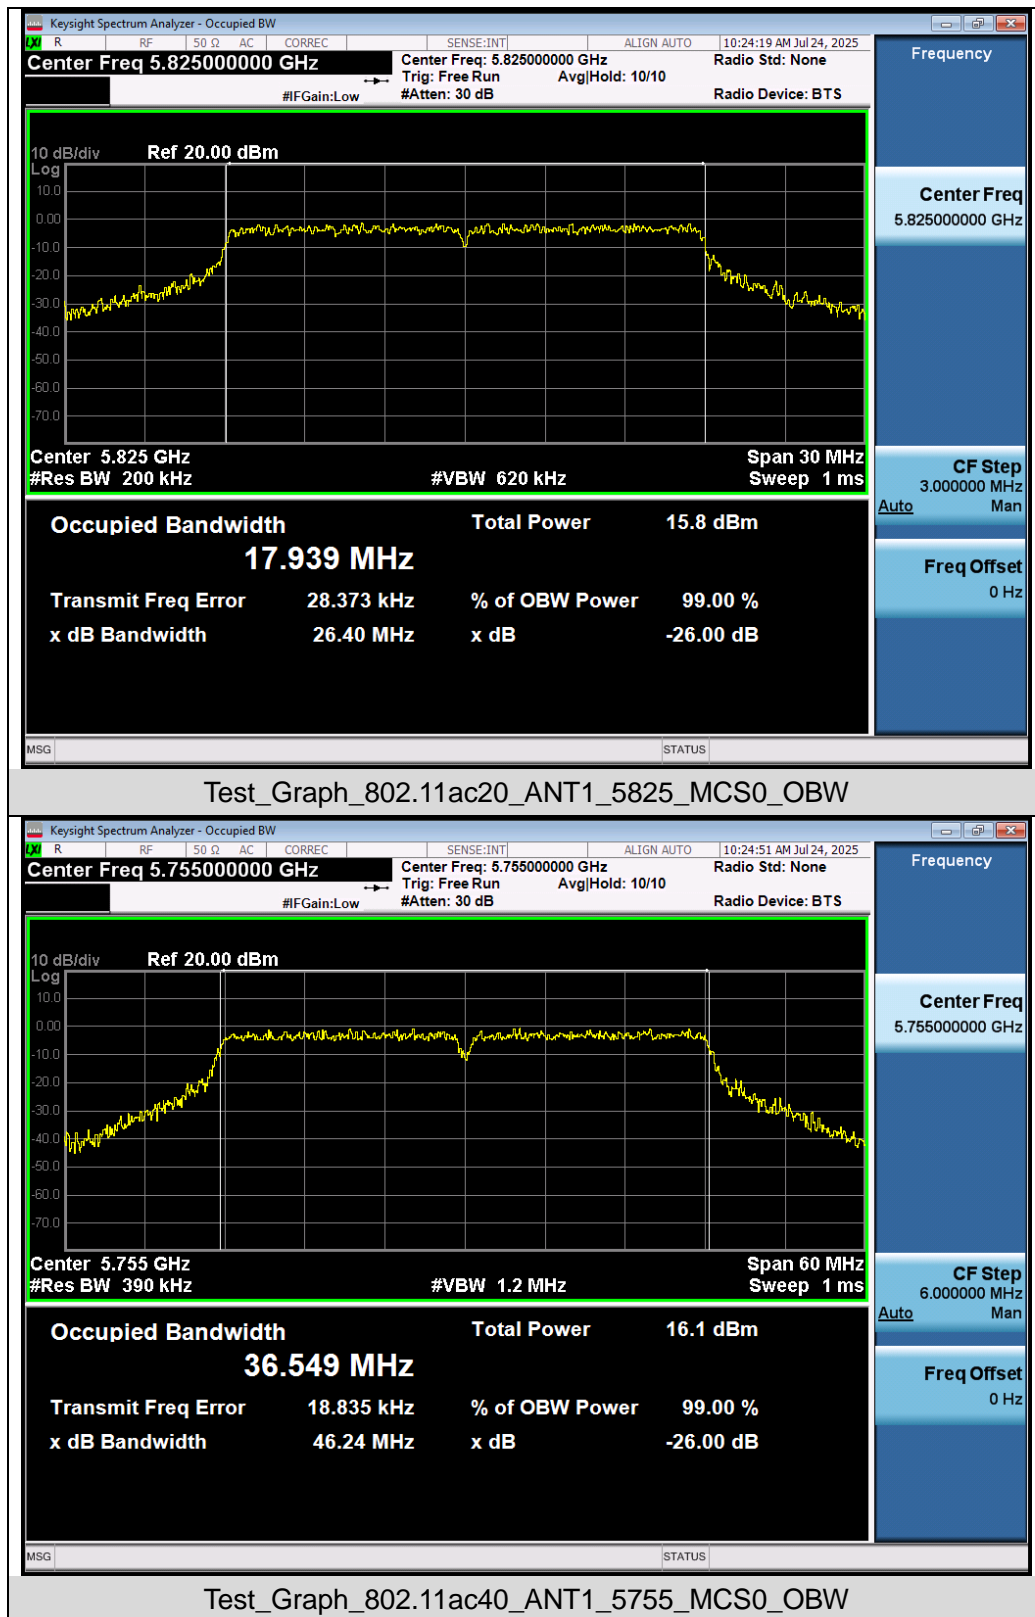 Keysight Spectrum Analyzer - Occupied BW
LXI R RF 50 Ω AC CORREC SENSE:INT ALIGN AUTO 10:24:19 AM Jul 24, 2025
Center Freq 5.825000000 GHz
Center Freq: 5.825000000 GHz
Radio Std: None
Trig: Free Run Avg|Hold: 10/10
#IFGain:Low
#Atten: 30 dB
Radio Device: BTS
Frequency
10 dB/div Ref 20.00 dBm
Log
10.0
0.00
-10.0
-20.0
-30.0
-40.0
-50.0
-60.0
-70.0
Center Freq
5.825000000 GHz
Center 5.825 GHz Span 30 MHz
#Res BW 200 kHz #VBW 620 kHz Sweep 1 ms
CF Step
3.000000 MHz
Auto Man
Occupied Bandwidth Total Power 15.8 dBm
17.939 MHz
Transmit Freq Error 28.373 kHz % of OBW Power 99.00 %
x dB Bandwidth 26.40 MHz x dB -26.00 dB
Freq Offset
0 Hz
MSG STATUS
Test_Graph_802.11ac20_ANT1_5825_MCS0_OBW
Keysight Spectrum Analyzer - Occupied BW
LXI R RF 50 Ω AC CORREC SENSE:INT ALIGN AUTO 10:24:51 AM Jul 24, 2025
Center Freq 5.755000000 GHz
Center Freq: 5.755000000 GHz
Radio Std: None
Trig: Free Run Avg|Hold: 10/10
#IFGain:Low
#Atten: 30 dB
Radio Device: BTS
Frequency
10 dB/div Ref 20.00 dBm
Log
10.0
0.00
-10.0
-20.0
-30.0
-40.0
-50.0
-60.0
-70.0
Center Freq
5.755000000 GHz
Center 5.755 GHz Span 60 MHz
#Res BW 390 kHz #VBW 1.2 MHz Sweep 1 ms
CF Step
6.000000 MHz
Auto Man
Occupied Bandwidth Total Power 16.1 dBm
36.549 MHz
Transmit Freq Error 18.835 kHz % of OBW Power 99.00 %
x dB Bandwidth 46.24 MHz x dB -26.00 dB
Freq Offset
0 Hz
MSG STATUS
Test_Graph_802.11ac40_ANT1_5755_MCS0_OBW